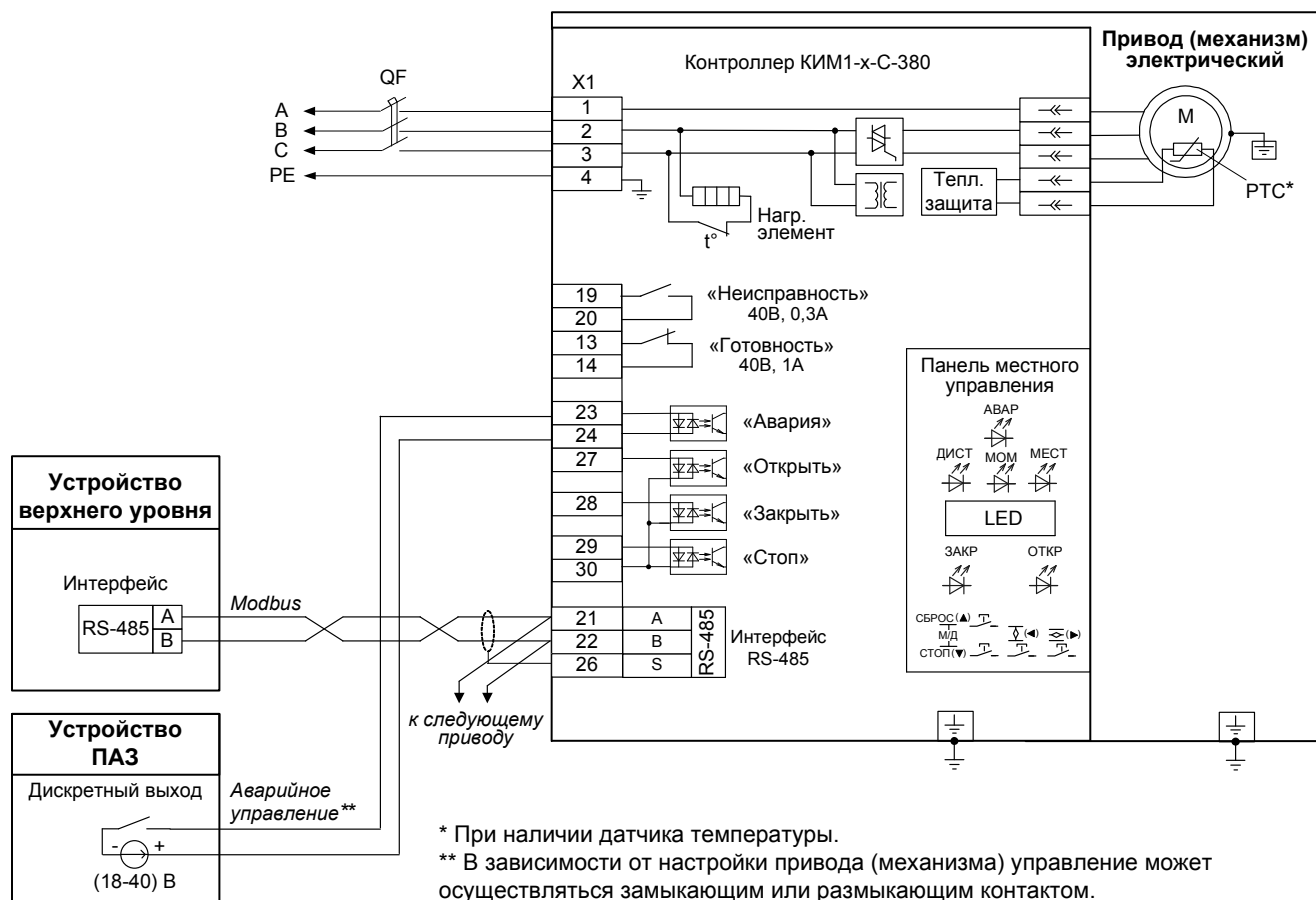 Контроллер КИМ1-x-C-380
Привод (механизм)
электрический
QF
X1
A
B
C
PE
1
2
3
4
Нагр.
элемент
t°
Тепл.
защита
M
PTC*
19
20
13
14
«Неисправность»
40В, 0,3А
«Готовность»
40В, 1А
23
24
27
28
29
30
«Авария»
«Открыть»
«Закрыть»
«Стоп»
21
22
26
A
B
S
RS-485
Интерфейс
RS-485
Панель местного
управления
АВАР
ДИСТ
МОМ
МЕСТ
LED
ЗАКР
ОТКР
СБРОС(▲)
М/Д
СТОП(▼)
(◄)
(►)
Устройство
верхнего уровня
Интерфейс
RS-485
A
B
Modbus
к следующему
приводу
Устройство
ПАЗ
Дискретный выход
- +
(18-40) В
Аварийное
управление**
* При наличии датчика температуры.
** В зависимости от настройки привода (механизма) управление может
осуществляться замыкающим или размыкающим контактом.